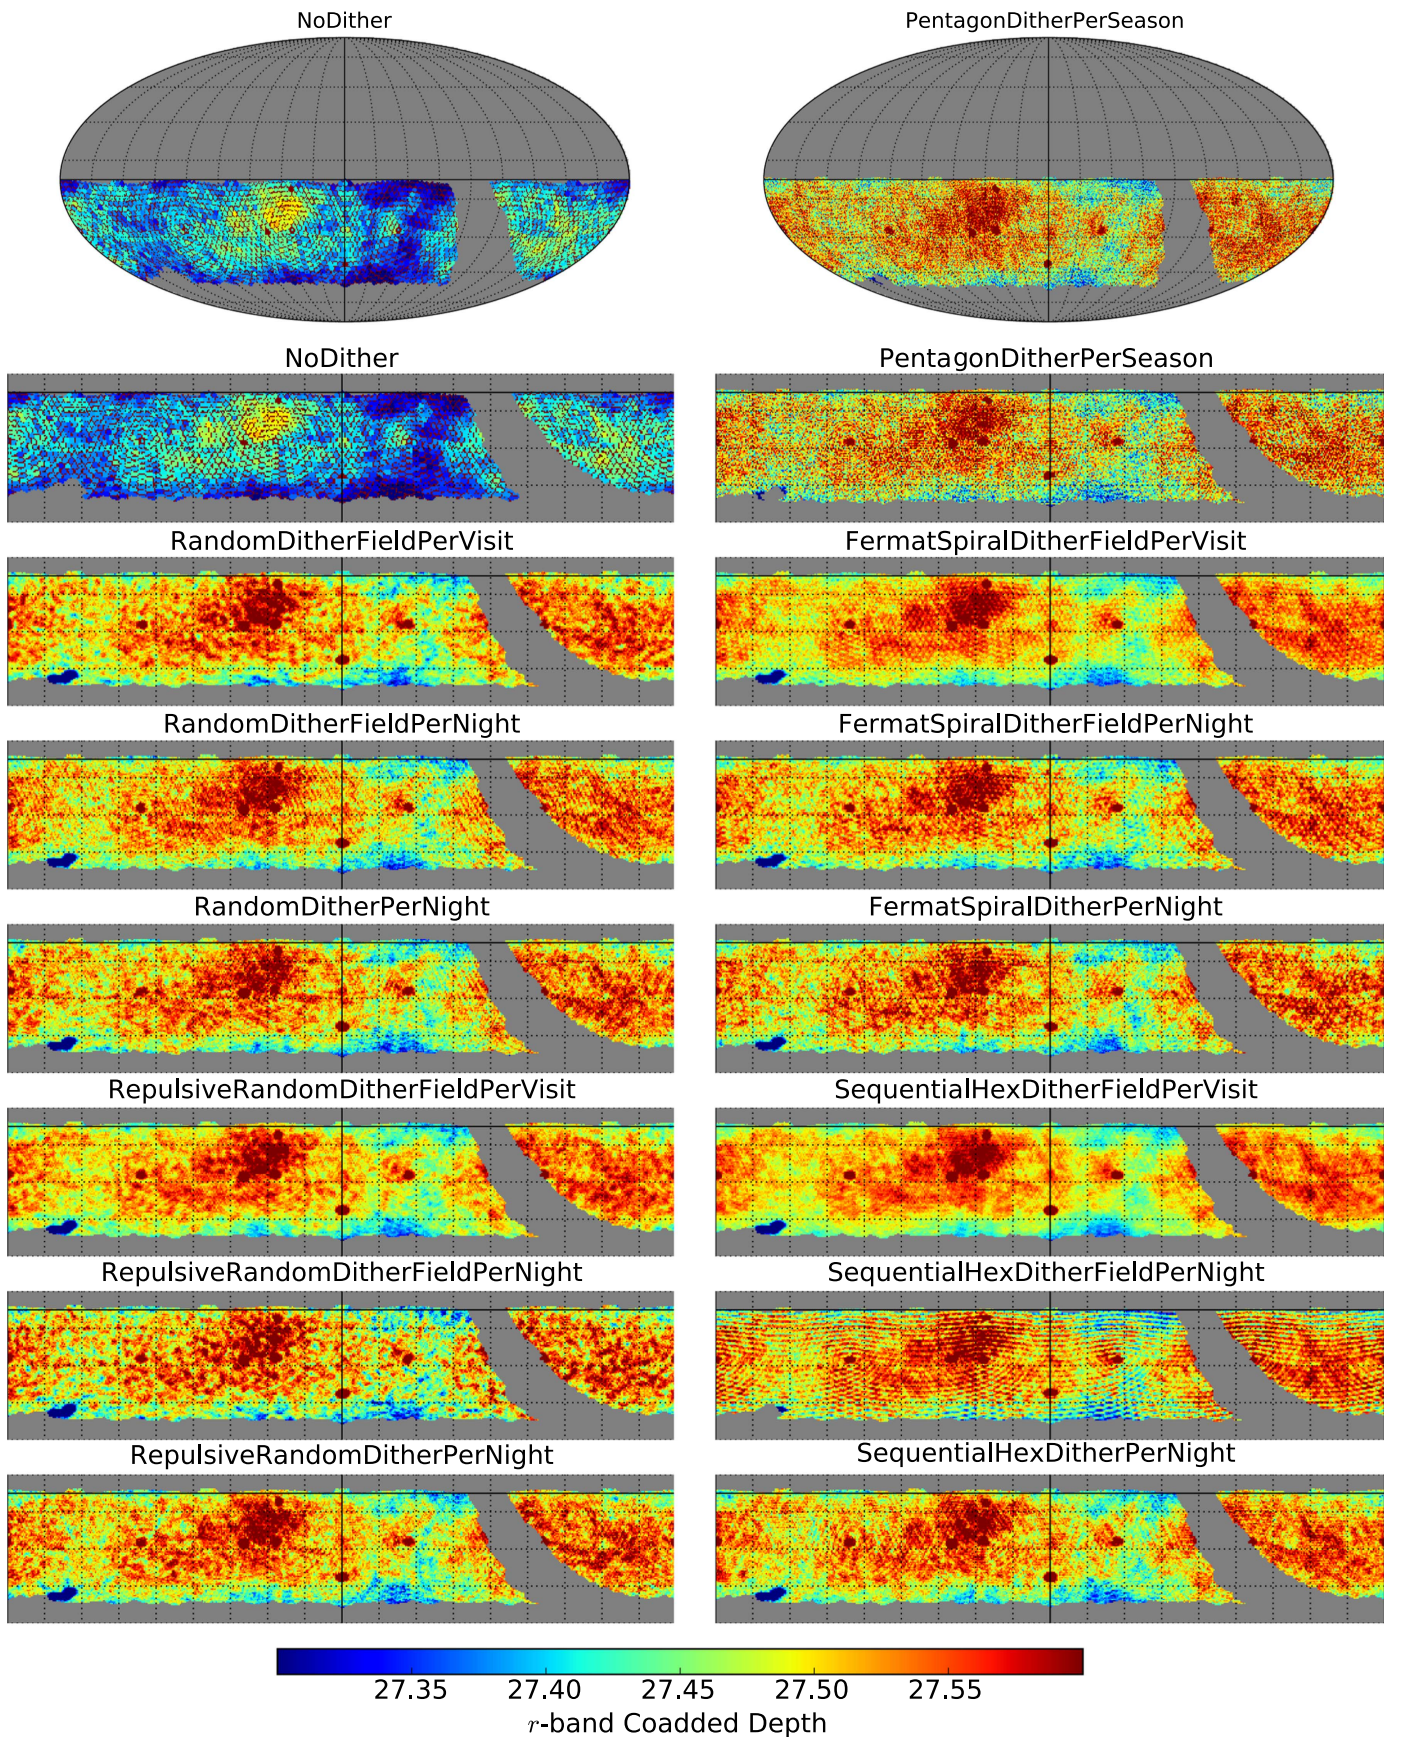 NoDither PentagonDitherPerSeason
NoDither PentagonDitherPerSeason
RandomDitherFieldPerVisit FermatSpiralDitherFieldPerVisit
RandomDitherFieldPerNight FermatSpiralDitherFieldPerNight
RandomDitherPerNight FermatSpiralDitherPerNight
RepulsiveRandomDitherFieldPerVisit SequentialHexDitherFieldPerVisit
RepulsiveRandomDitherFieldPerNight SequentialHexDitherFieldPerNight
RepulsiveRandomDitherPerNight SequentialHexDitherPerNight
27.35 27.40 27.45 27.50 27.55
r-band Coadded Depth